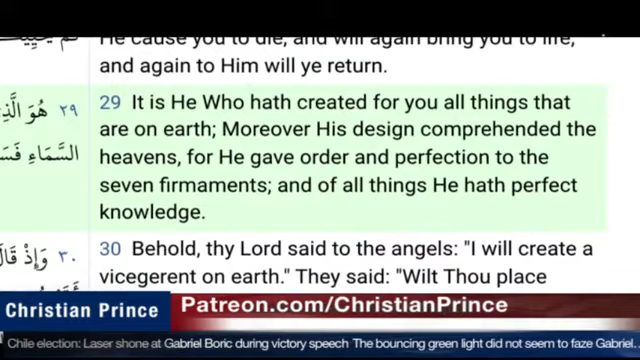 He cause you to die, and will again bring you to life,
and again to Him will ye return.
29 It is He Who hath created for you all things that
are on earth; Moreover His design comprehended the
heavens, for He gave order and perfection to the
seven firmaments; and of all things He hath perfect
knowledge.
٢٩ هُوَ الَّذِ
السَّمَاءِ فَسَ
30 Behold, thy Lord said to the angels: "I will create a
vicegerent on earth." They said: "Wilt Thou place
٣٠ وَإِذْ قَالَ
Christian Prince
Patreon.com/ChristianPrince
Chile election: Laser shone at Gabriel Boric during victory speech The bouncing green light did not seem to faze Gabriel.